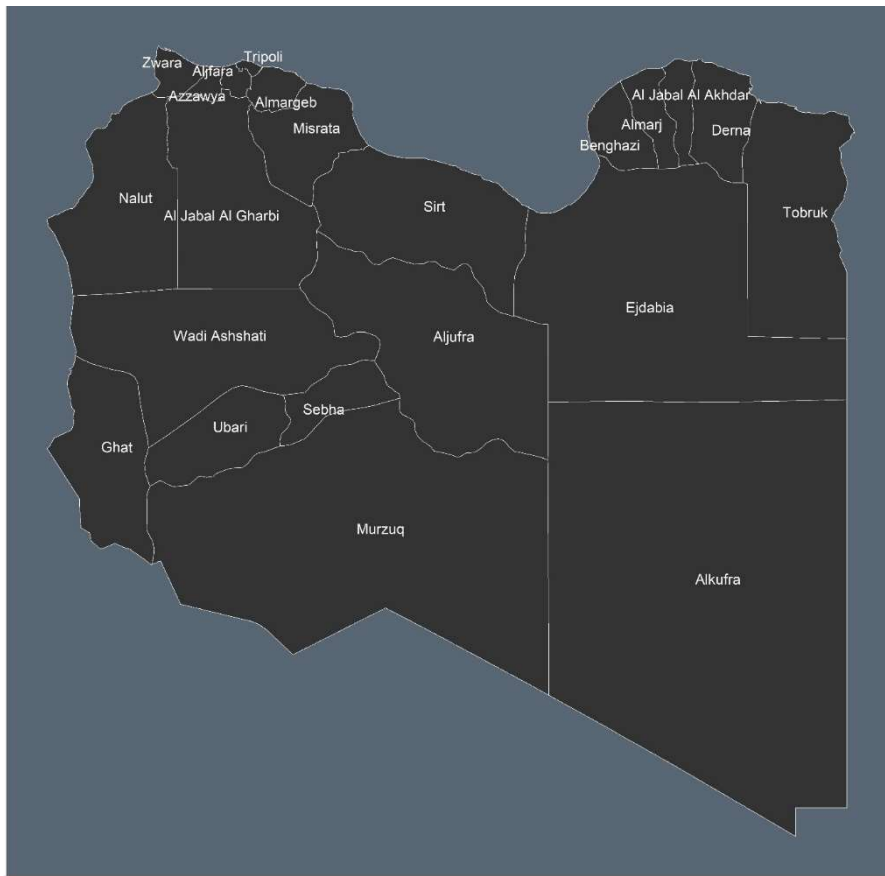 Tripoli
Zwara
Aljfara
Azzawya
Almargeb
Misrata
Al Jabal Al Akhdar
Almarj
Derna
Benghazi
Nalut
Al Jabal Al Gharbi
Sirt
Tobruk
Ejdabia
Wadi Ashshati
Aljufra
Sebha
Ubari
Ghat
Murzuq
Alkufra